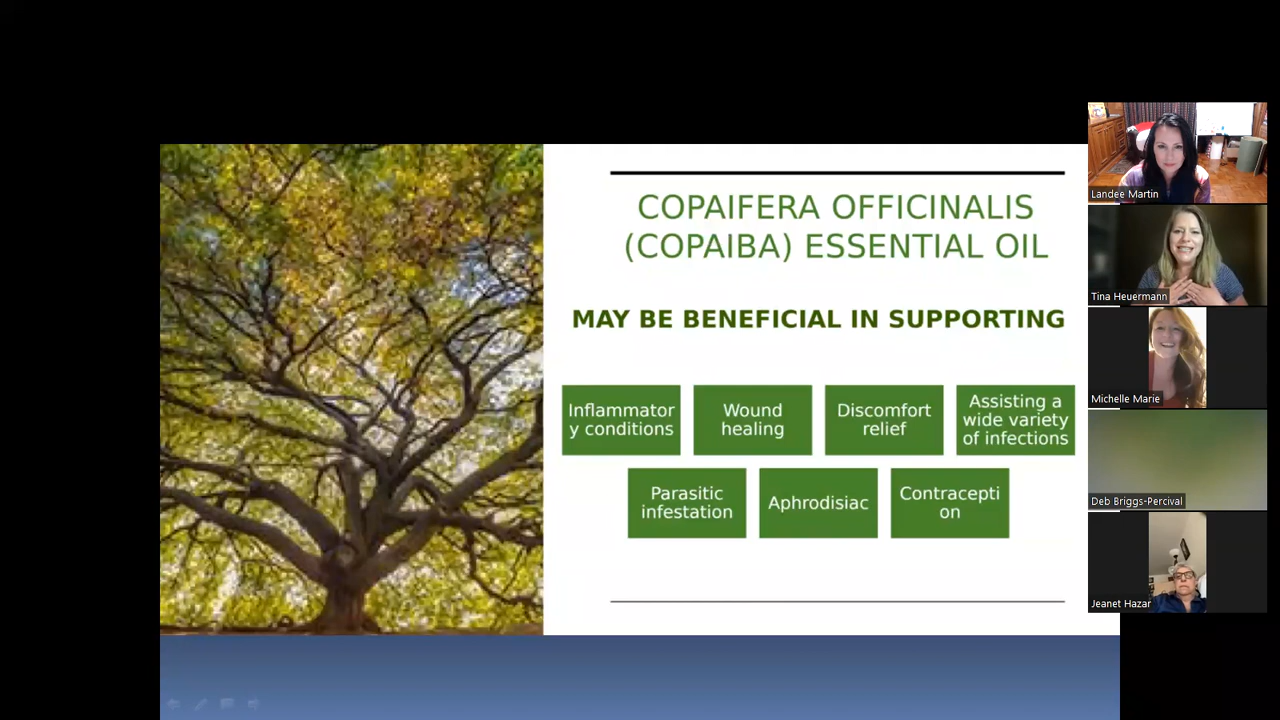 COPAIFERA OFFICINALIS
(COPAIBA) ESSENTIAL OIL
MAY BE BENEFICIAL IN SUPPORTING
Inflammator
y conditions
Wound
healing
Discomfort
relief
Assisting a
wide variety
of infections
Parasitic
infestation
Aphrodisiac
Contracepti
on
Landee Martin
Tina Heuermann
Michelle Marie
Deb Briggs-Percival
Jeanet Hazar